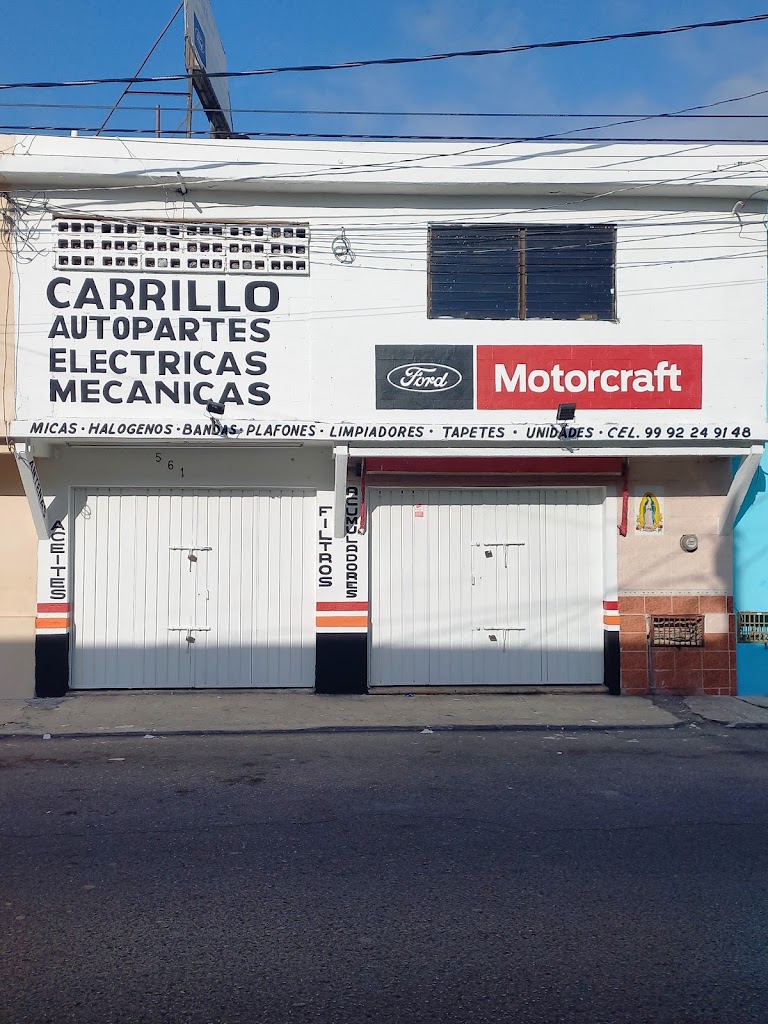 CARRILLO
AUTOPARTES
ELECTRICAS
MECANICAS
Ford Motorcraft
MICAS · HALOGENOS · BANDAS · PLAFONES · LIMPIADORES · TAPETES · UNIDADES · CEL. 99 92 24 91 48
561
ACEITES
FILTROS
ACUMULADORES